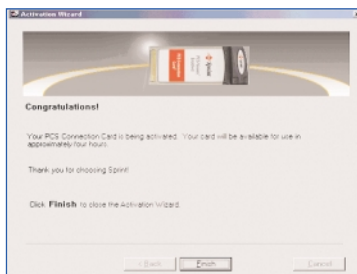 Activation Wizard
Sprint
Congratulations!
Your PCS Connection Card is being activated. Your card will be available for use in
approximately four hours.
Thank you for choosing Sprint!
Click Finish to close the Activation Wizard.
< Back
Finish
Cancel